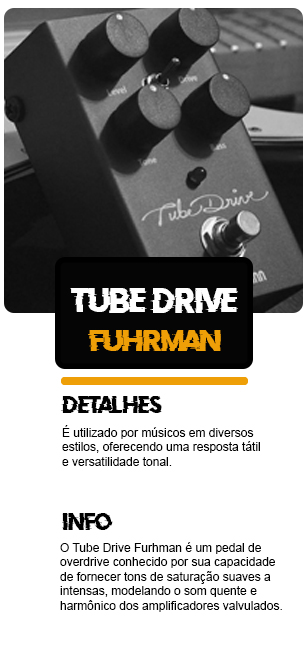 Level
Drive
Tone
Bass
Tube Drive
TUBE DRIVE
FUHRMAN
DETALHES
É utilizado por músicos em diversos
estilos, oferecendo uma resposta tátil
e versatilidade tonal.
INFO
O Tube Drive Furhman é um pedal de
overdrive conhecido por sua capacidade
de fornecer tons de saturação suaves a
intensas, modelando o som quente e
harmônico dos amplificadores valvulados.